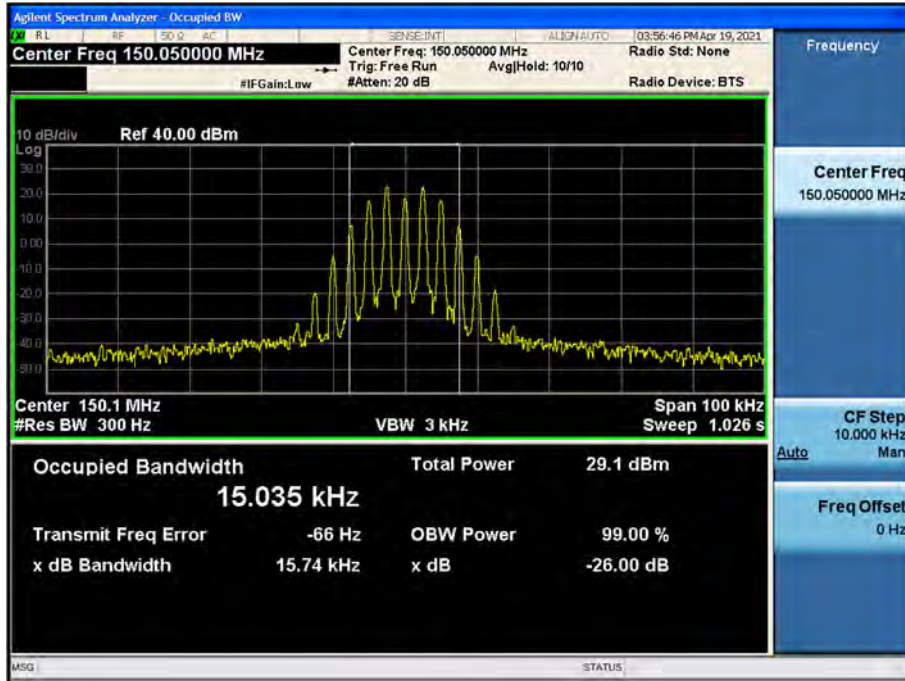 Agilent Spectrum Analyzer - Occupied BW
RL RF 50 Ω AC SENSE:INT ALIGN AUTO 03:56:46 PM Apr 19, 2021
Center Freq 150.050000 MHz
Center Freq: 150.050000 MHz Radio Std: None
Trig: Free Run Avg|Hold: 10/10
#IFGain:Low #Atten: 20 dB Radio Device: BTS
10 dB/div Ref 40.00 dBm
Log
30.0
20.0
10.0
0.00
-10.0
-20.0
-30.0
-40.0
-50.0
Center 150.1 MHz Span 100 kHz
#Res BW 300 Hz VBW 3 kHz Sweep 1.026 s
Occupied Bandwidth Total Power 29.1 dBm
15.035 kHz
Transmit Freq Error -66 Hz OBW Power 99.00 %
x dB Bandwidth 15.74 kHz x dB -26.00 dB
MSG STATUS
Frequency
Center Freq
150.050000 MHz
CF Step
10.000 kHz
Auto Man
Freq Offset
0 Hz